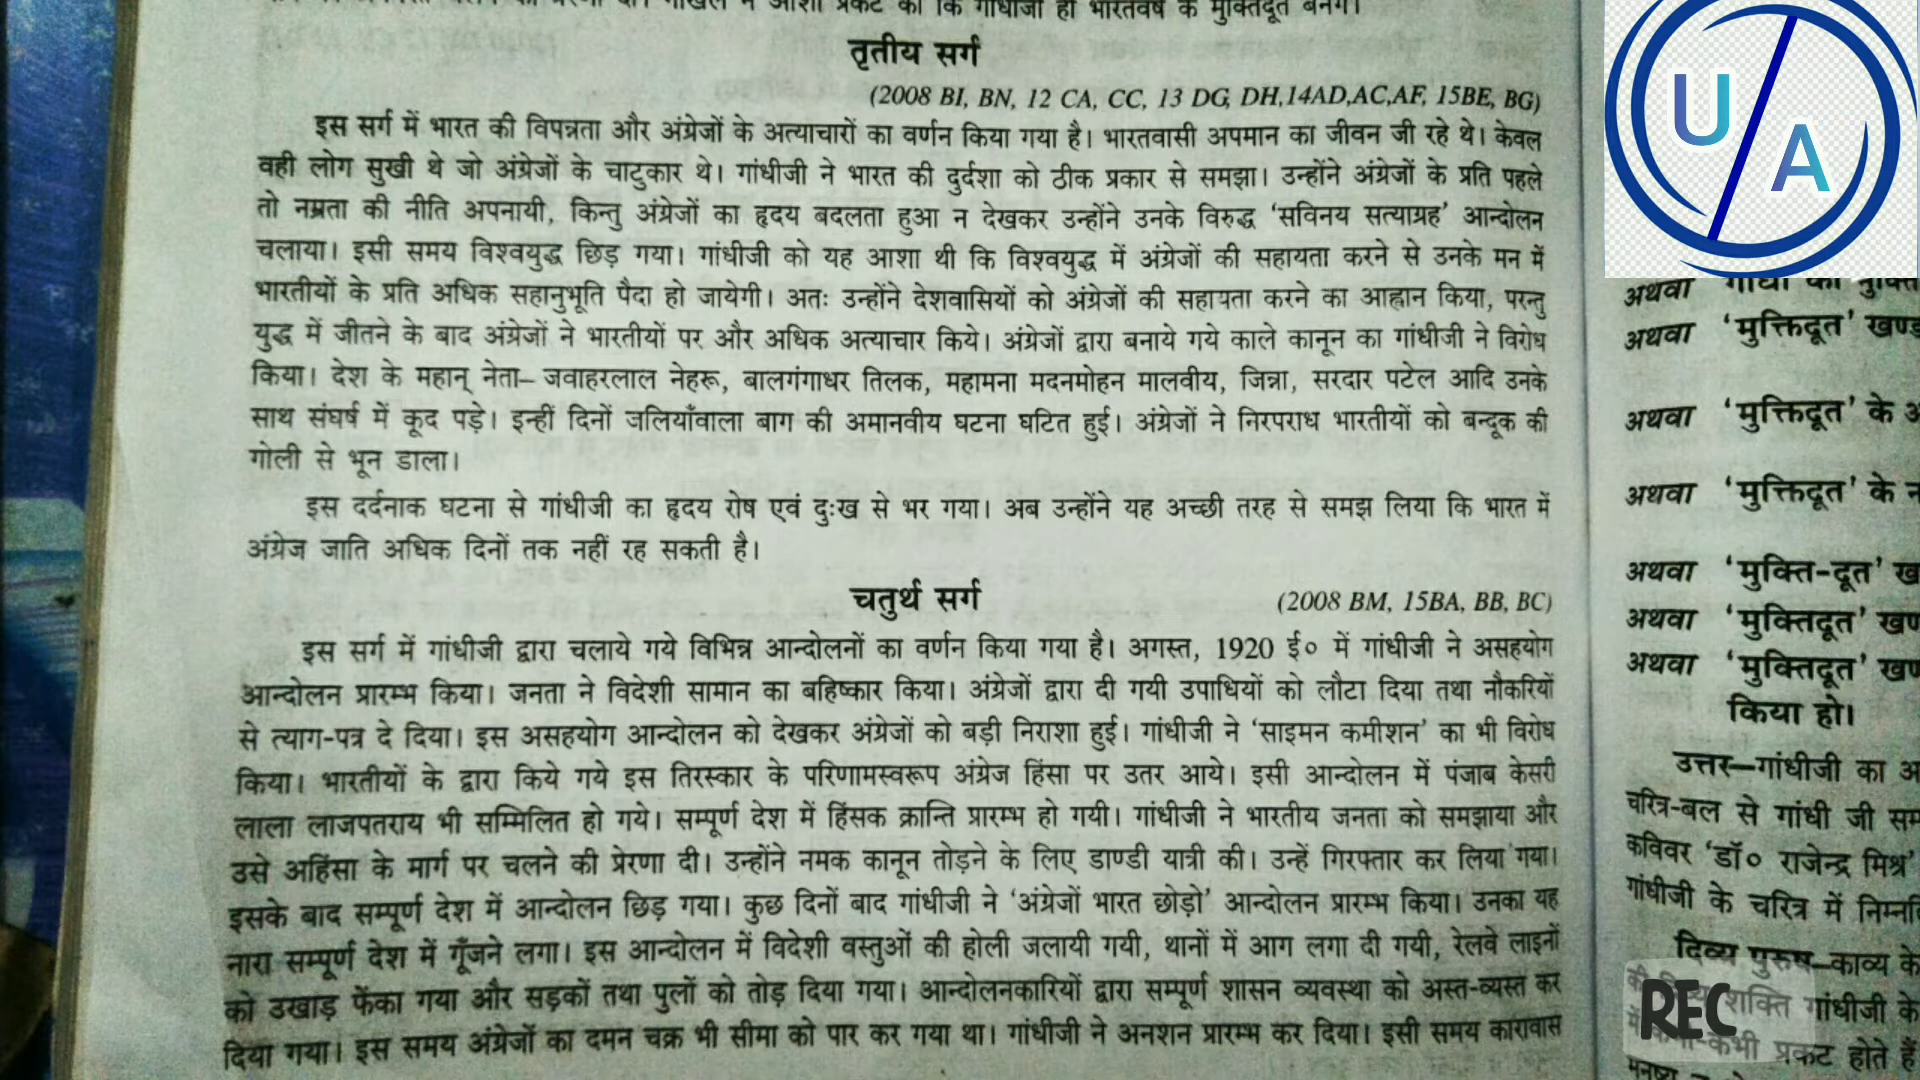 तृतीय सर्ग
(2008 BI, BN, 12 CA, CC, 13 DG, DH,14AD,AC,AF, 15BE, BG)
इस सर्ग में भारत की विपन्नता और अंग्रेजों के अत्याचारों का वर्णन किया गया है। भारतवासी अपमान का जीवन जी रहे थे। केवल
वही लोग सुखी थे जो अंग्रेजों के चाटुकार थे। गांधीजी ने भारत की दुर्दशा को ठीक प्रकार से समझा। उन्होंने अंग्रेजों के प्रति पहले
तो नम्रता की नीति अपनायी, किन्तु अंग्रेजों का हृदय बदलता हुआ न देखकर उन्होंने उनके विरुद्ध ‘सविनय सत्याग्रह’ आन्दोलन
चलाया। इसी समय विश्वयुद्ध छिड़ गया। गांधीजी को यह आशा थी कि विश्वयुद्ध में अंग्रेजों की सहायता करने से उनके मन में
भारतीयों के प्रति अधिक सहानुभूति पैदा हो जायेगी। अतः उन्होंने देशवासियों को अंग्रेजों की सहायता करने का आह्वान किया, परन्तु
युद्ध में जीतने के बाद अंग्रेजों ने भारतीयों पर और अधिक अत्याचार किये। अंग्रेजों द्वारा बनाये गये काले कानून का गांधीजी ने विरोध
किया। देश के महान् नेता– जवाहरलाल नेहरू, बालगंगाधर तिलक, महामना मदनमोहन मालवीय, जिन्ना, सरदार पटेल आदि उनके
साथ संघर्ष में कूद पड़े। इन्हीं दिनों जलियाँवाला बाग की अमानवीय घटना घटित हुई। अंग्रेजों ने निरपराध भारतीयों को बन्दूक की
गोली से भून डाला।
इस दर्दनाक घटना से गांधीजी का हृदय रोष एवं दुःख से भर गया। अब उन्होंने यह अच्छी तरह से समझ लिया कि भारत में
अंग्रेज जाति अधिक दिनों तक नहीं रह सकती है।
चतुर्थ सर्ग (2008 BM, 15BA, BB, BC)
इस सर्ग में गांधीजी द्वारा चलाये गये विभिन्न आन्दोलनों का वर्णन किया गया है। अगस्त, 1920 ई० में गांधीजी ने असहयोग
आन्दोलन प्रारम्भ किया। जनता ने विदेशी सामान का बहिष्कार किया। अंग्रेजों द्वारा दी गयी उपाधियों को लौटा दिया तथा नौकरियों
से त्याग-पत्र दे दिया। इस असहयोग आन्दोलन को देखकर अंग्रेजों को बड़ी निराशा हुई। गांधीजी ने ‘साइमन कमीशन’ का भी विरोध
किया। भारतीयों के द्वारा किये गये इस तिरस्कार के परिणामस्वरूप अंग्रेज हिंसा पर उतर आये। इसी आन्दोलन में पंजाब केसरी
लाला लाजपतराय भी सम्मिलित हो गये। सम्पूर्ण देश में हिंसक क्रान्ति प्रारम्भ हो गयी। गांधीजी ने भारतीय जनता को समझाया और
उसे अहिंसा के मार्ग पर चलने की प्रेरणा दी। उन्होंने नमक कानून तोड़ने के लिए डाण्डी यात्री की। उन्हें गिरफ्तार कर लिया गया।
इसके बाद सम्पूर्ण देश में आन्दोलन छिड़ गया। कुछ दिनों बाद गांधीजी ने ‘अंग्रेजों भारत छोड़ो’ आन्दोलन प्रारम्भ किया। उनका यह
नारा सम्पूर्ण देश में गूँजने लगा। इस आन्दोलन में विदेशी वस्तुओं की होली जलायी गयी, थानों में आग लगा दी गयी, रेलवे लाइनों
को उखाड़ फेंका गया और सड़कों तथा पुलों को तोड़ दिया गया। आन्दोलनकारियों द्वारा सम्पूर्ण शासन व्यवस्था को अस्त-व्यस्त कर
दिया गया। इस समय अंग्रेजों का दमन चक्र भी सीमा को पार कर गया था। गांधीजी ने अनशन प्रारम्भ कर दिया। इसी समय कारावास
U/A
अथवा
अथवा ‘मुक्तिदूत’ खण्ड
अथवा ‘मुक्तिदूत’ के
अथवा ‘मुक्तिदूत’ के
अथवा ‘मुक्ति-दूत’
अथवा ‘मुक्तिदूत’
अथवा ‘मुक्तिदूत’
किया हो।
उत्तर–गांधीजी का
चरित्र-बल से गांधी जी
कविवर ‘डॉ० राजेन्द्र मिश्र’
गांधीजी के चरित्र में
दिव्य पुरुष–काव्य के
शक्ति गांधीजी के
प्रकट होते हैं
REC